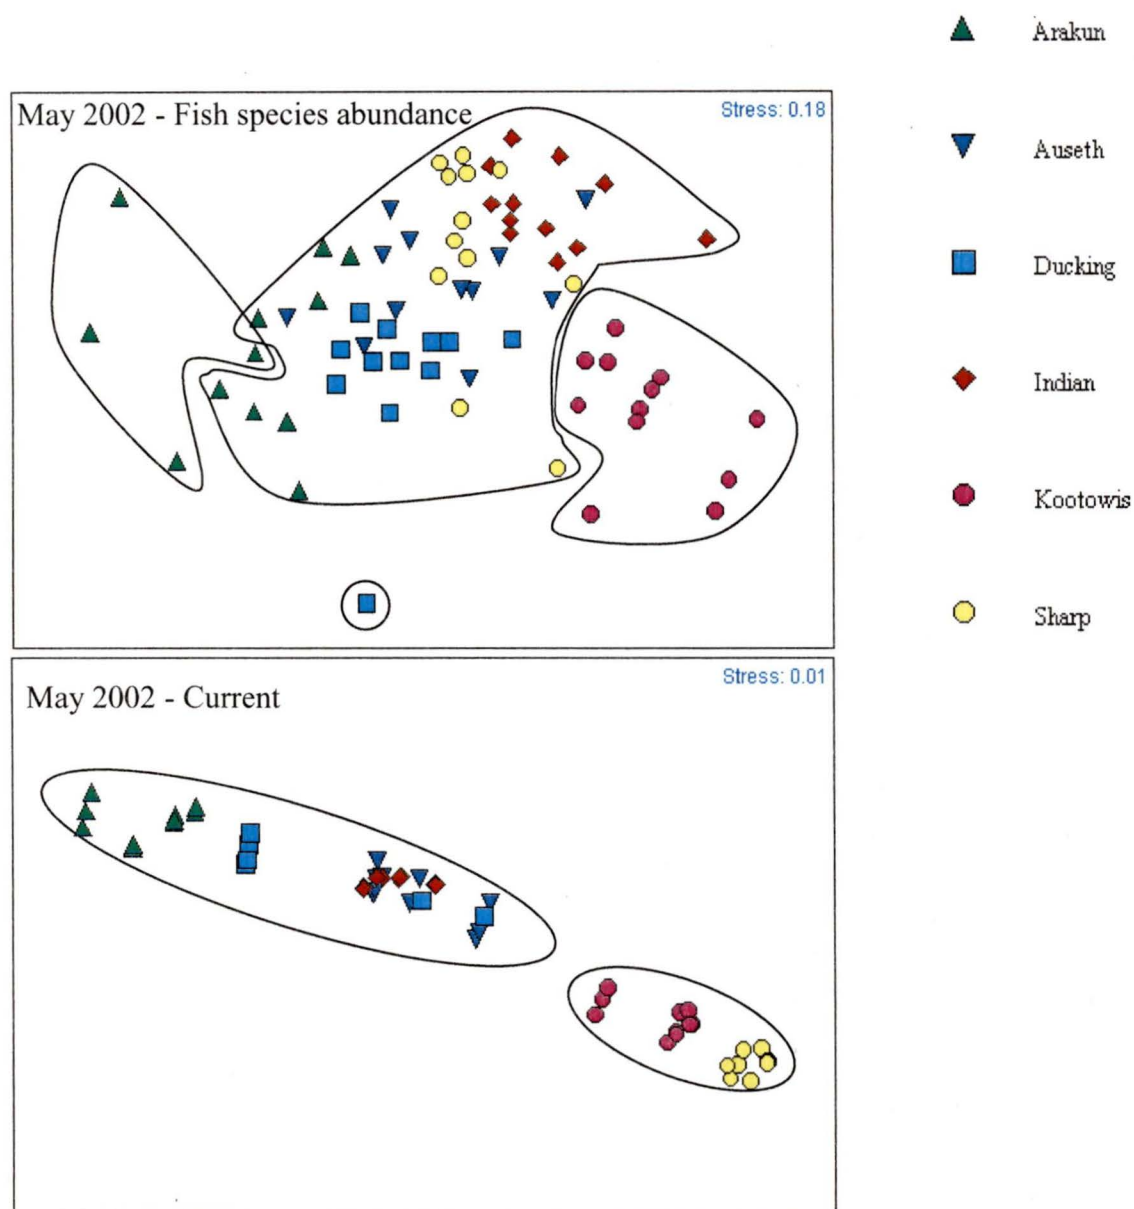 May 2002 - Fish species abundance
Stress: 0.18
May 2002 - Current
Stress: 0.01
Arakun
Auseth
Ducking
Indian
Kootowis
Sharp